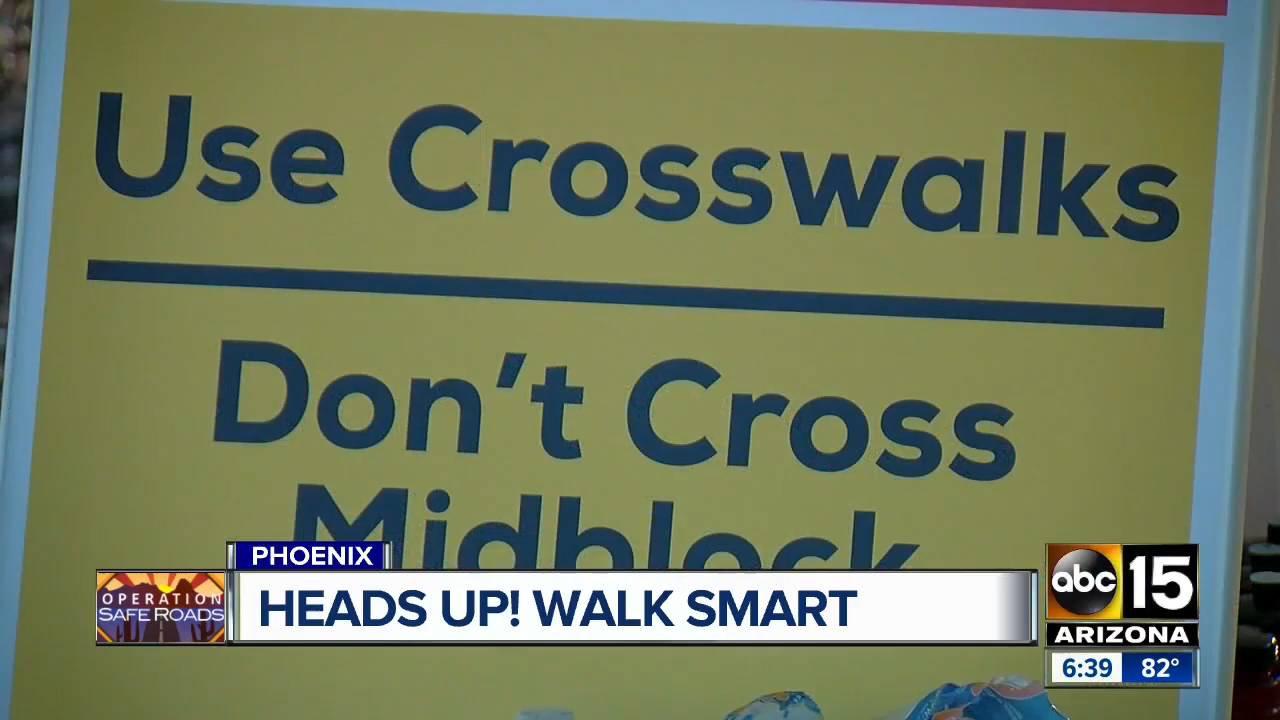 Use Crosswalks
Don't Cross
Midblock
PHOENIX
OPERATION
SAFE ROADS
HEADS UP! WALK SMART
abc 15
ARIZONA
6:39 82°